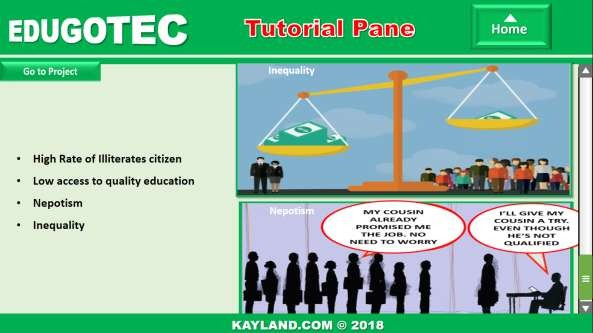 EDUGOTEC
Tutorial Pane
Home
Go to Project
Inequality
• High Rate of Illiterates citizen
• Low access to quality education
• Nepotism
• Inequality
Nepotism
MY COUSIN
ALREADY
PROMISED ME
THE JOB. NO
NEED TO WORRY
I'LL GIVE MY
COUSIN A TRY.
EVEN THOUGH
HE'S NOT
QUALIFIED
KAYLAND.COM © 2018